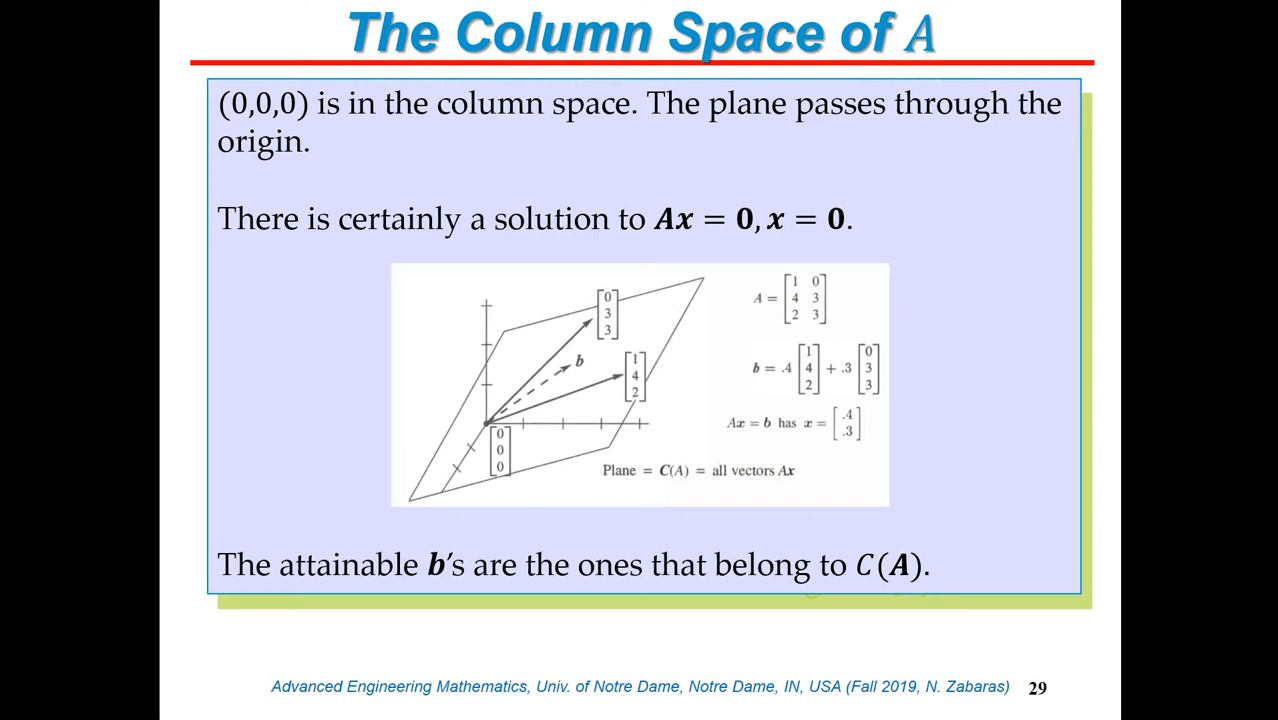 The Column Space of A
(0,0,0) is in the column space. The plane passes through the
origin.
There is certainly a solution to Ax = 0, x = 0.
[0 3 3]
b
[1 4 2]
[0 0 0]
A = [1 0
4 3
2 3]
b = .4 [1 4 2] + .3 [0 3 3]
Ax = b has x = [.4 .3]
Plane = C(A) = all vectors Ax
The attainable b's are the ones that belong to C(A).
Advanced Engineering Mathematics, Univ. of Notre Dame, Notre Dame, IN, USA (Fall 2019, N. Zabaras) 29